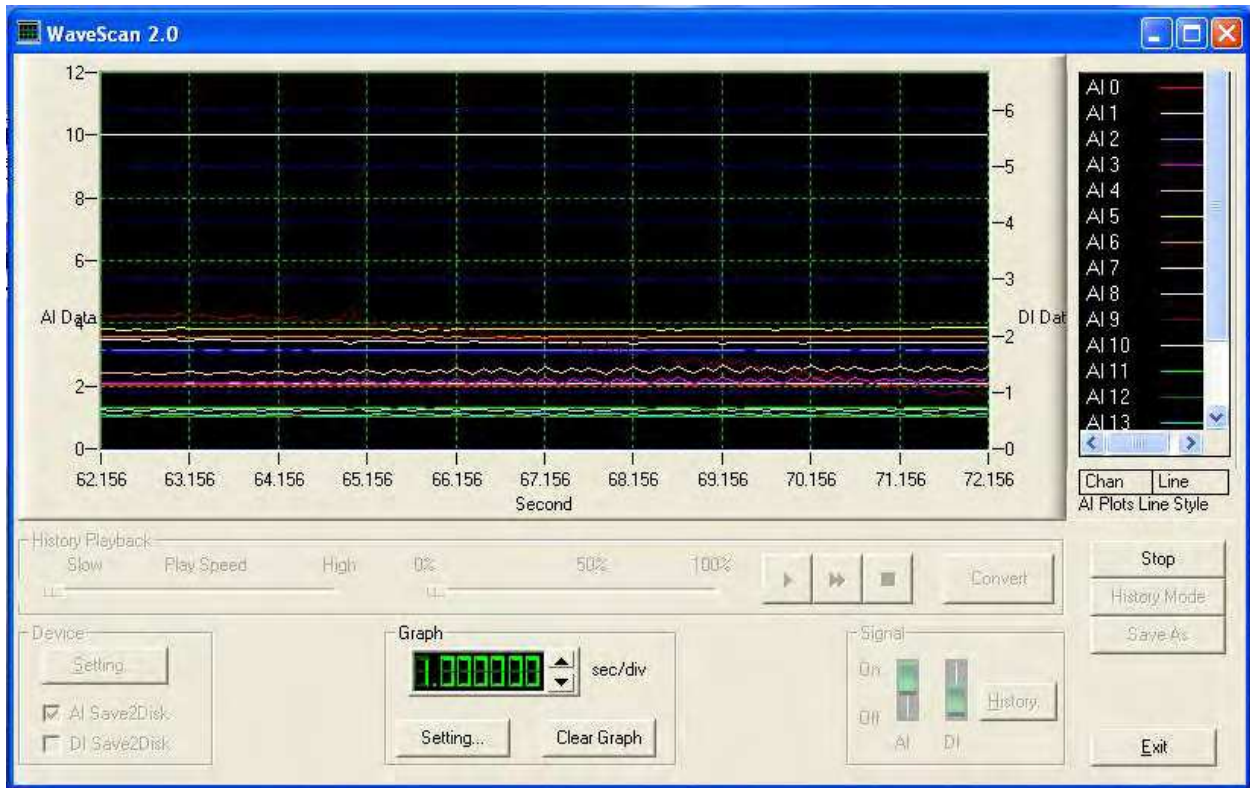 WaveScan 2.0
12
10
8
6
4
2
0
AI Data
6
5
4
3
2
1
0
DI Dat
62.156 63.156 64.156 65.156 66.156 67.156 68.156 69.156 70.156 71.156 72.156
Second
AI 0
AI 1
AI 2
AI 3
AI 4
AI 5
AI 6
AI 7
AI 8
AI 9
AI 10
AI 11
AI 12
AI 13
Chan Line
AI Plots Line Style
History Playback
Slow Play Speed High 0% 50% 100%
Convert
Stop
History Mode
Save As
Exit
Device
Setting...
AI Save2Disk
DI Save2Disk
Graph
1.000000 sec/div
Setting... Clear Graph
Signal
On
Off
AI DI
History.